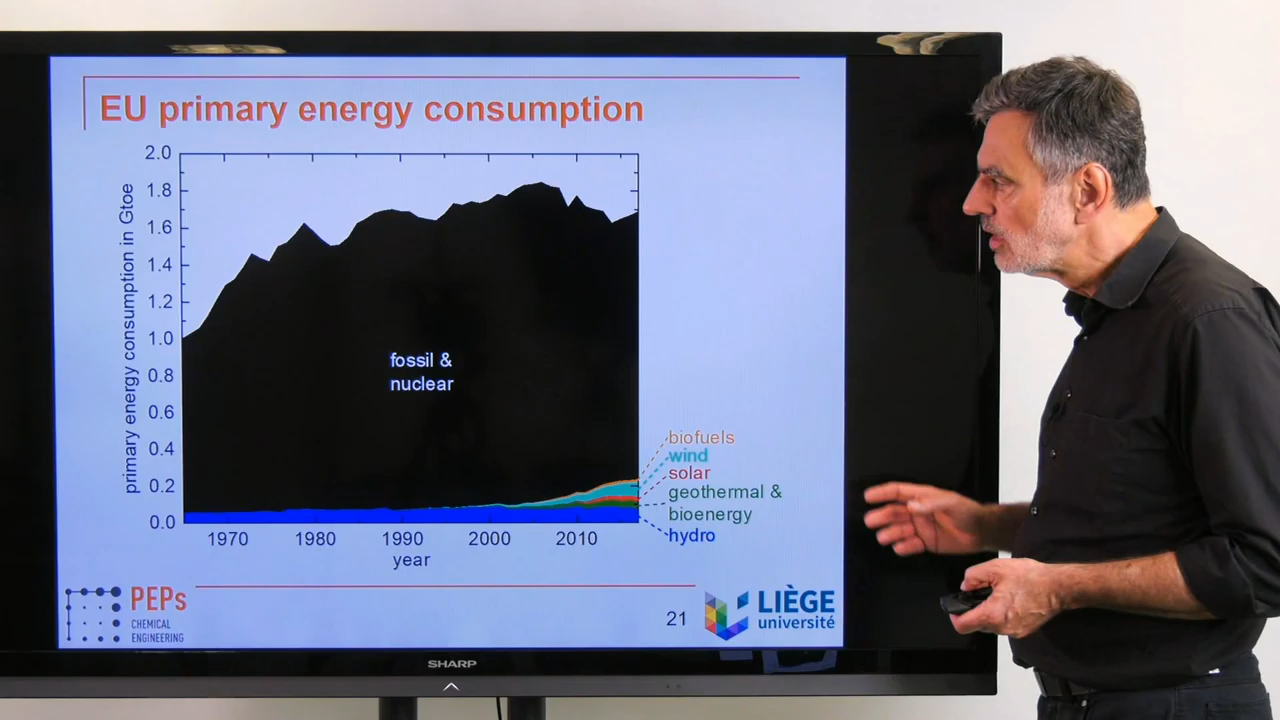 EU primary energy consumption
primary energy consumption in Gtoe
2.0
1.8
1.6
1.4
1.2
1.0
0.8
0.6
0.4
0.2
0.0
fossil &
nuclear
biofuels
wind
solar
geothermal &
bioenergy
hydro
1970 1980 1990 2000 2010
year
PEPs
CHEMICAL
ENGINEERING
21
LIÈGE
université
SHARP